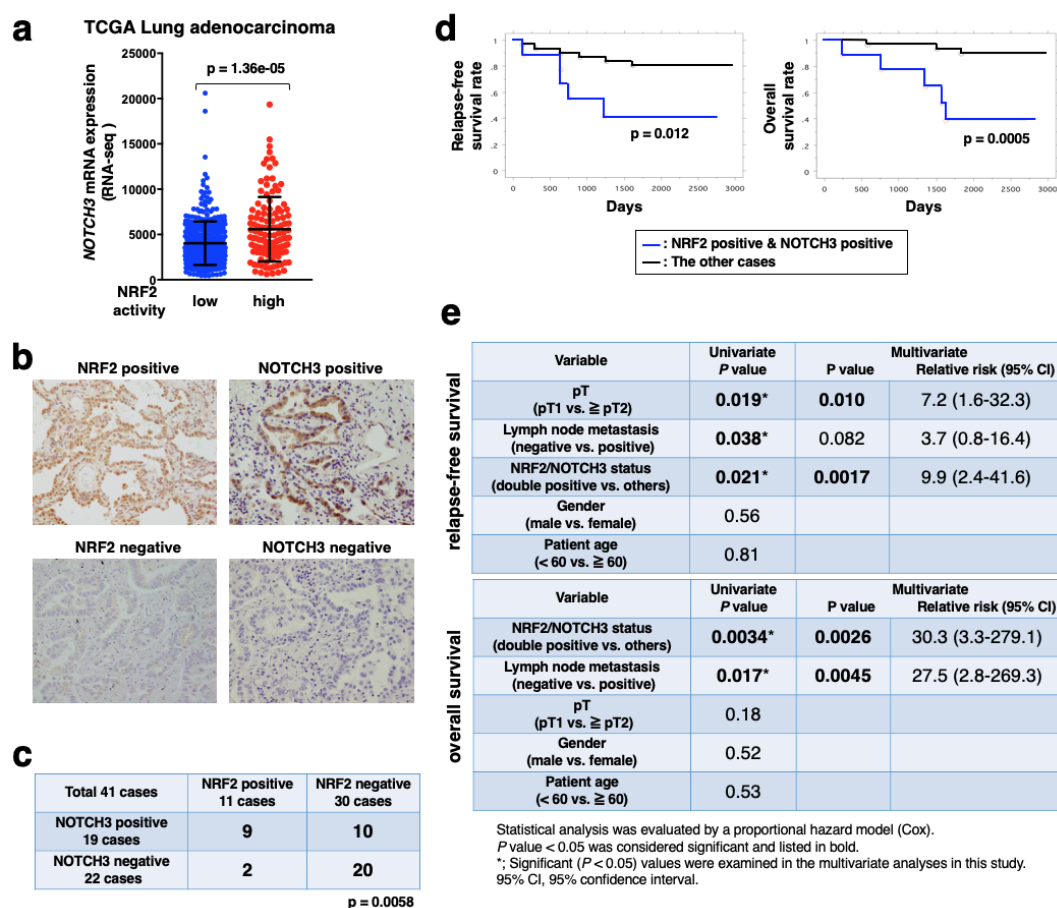 a
TCGA Lung adenocarcinoma
NOTCH3 mRNA expression
(RNA-seq )
25000
20000
15000
10000
5000
0
p = 1.36e-05
NRF2
activity
low
high
b
NRF2 positive
NOTCH3 positive
NRF2 negative
NOTCH3 negative
c
Total 41 cases
NRF2 positive
11 cases
NRF2 negative
30 cases
NOTCH3 positive
19 cases
9
10
NOTCH3 negative
22 cases
2
20
p = 0.0058
d
Relapse-free
survival rate
1
.8
.6
.4
.2
0
p = 0.012
0 500 1000 1500 2000 2500 3000
Days
Overall
survival rate
1
.8
.6
.4
.2
0
p = 0.0005
0 500 1000 1500 2000 2500 3000
Days
: NRF2 positive & NOTCH3 positive
: The other cases
e
relapse-free survival
Variable
Univariate
P value
Multivariate
P value Relative risk (95% CI)
pT
(pT1 vs. ≧ pT2)
0.019*
0.010
7.2 (1.6-32.3)
Lymph node metastasis
(negative vs. positive)
0.038*
0.082
3.7 (0.8-16.4)
NRF2/NOTCH3 status
(double positive vs. others)
0.021*
0.0017
9.9 (2.4-41.6)
Gender
(male vs. female)
0.56
Patient age
(< 60 vs. ≧ 60)
0.81
overall survival
Variable
Univariate
P value
Multivariate
P value Relative risk (95% CI)
NRF2/NOTCH3 status
(double positive vs. others)
0.0034*
0.0026
30.3 (3.3-279.1)
Lymph node metastasis
(negative vs. positive)
0.017*
0.0045
27.5 (2.8-269.3)
pT
(pT1 vs. ≧ pT2)
0.18
Gender
(male vs. female)
0.52
Patient age
(< 60 vs. ≧ 60)
0.53
Statistical analysis was evaluated by a proportional hazard model (Cox).
P value < 0.05 was considered significant and listed in bold.
*; Significant (P < 0.05) values were examined in the multivariate analyses in this study.
95% CI, 95% confidence interval.